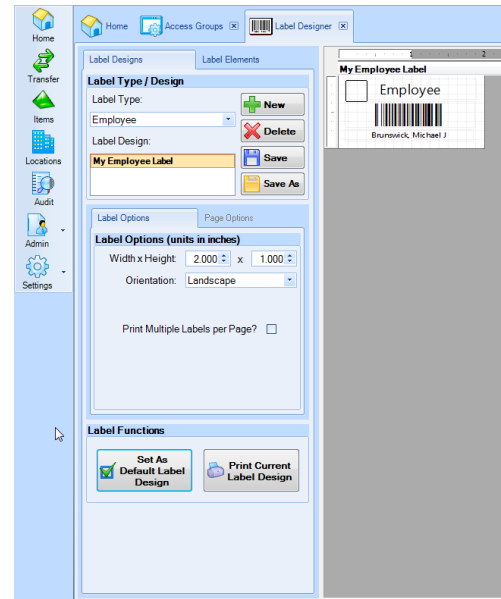 Home
Transfer
Items
Locations
Audit
Admin
Settings
Home
Access Groups
Label Designer
Label Designs
Label Elements
Label Type / Design
Label Type:
Employee
Label Design:
My Employee Label
New
Delete
Save
Save As
Label Options
Page Options
Label Options (units in inches)
Width x Height: 2.000 x 1.000
Orientation: Landscape
Print Multiple Labels per Page?
Label Functions
Set As
Default Label
Design
Print Current
Label Design
1 2
My Employee Label
Employee
Brunswick, Michael J